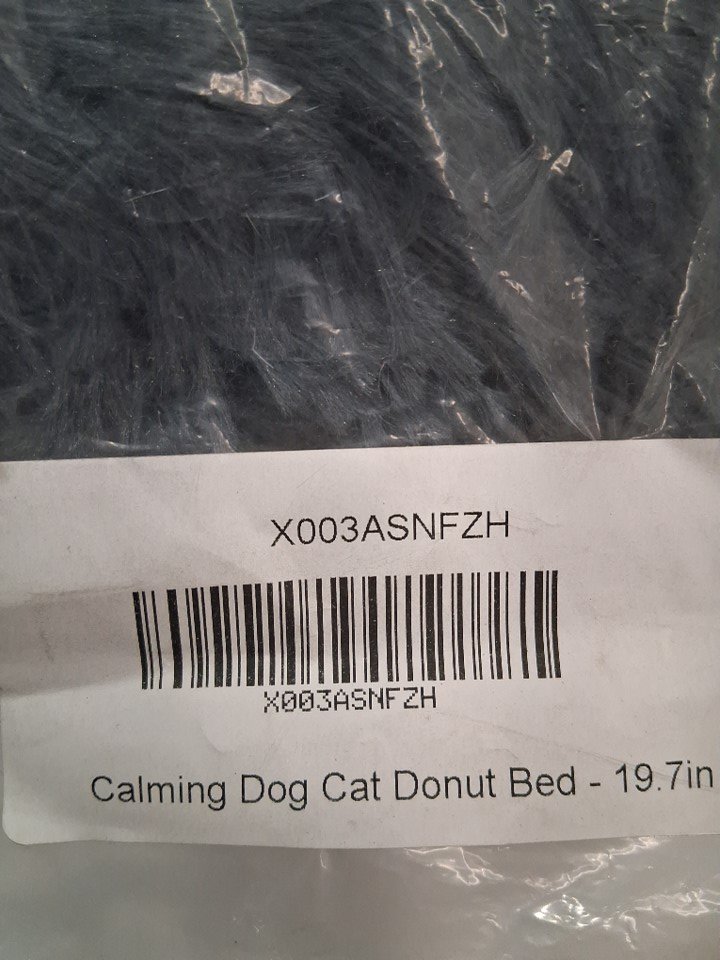 X003ASNFZH
X003ASNFZH
Calming Dog Cat Donut Bed - 19.7in